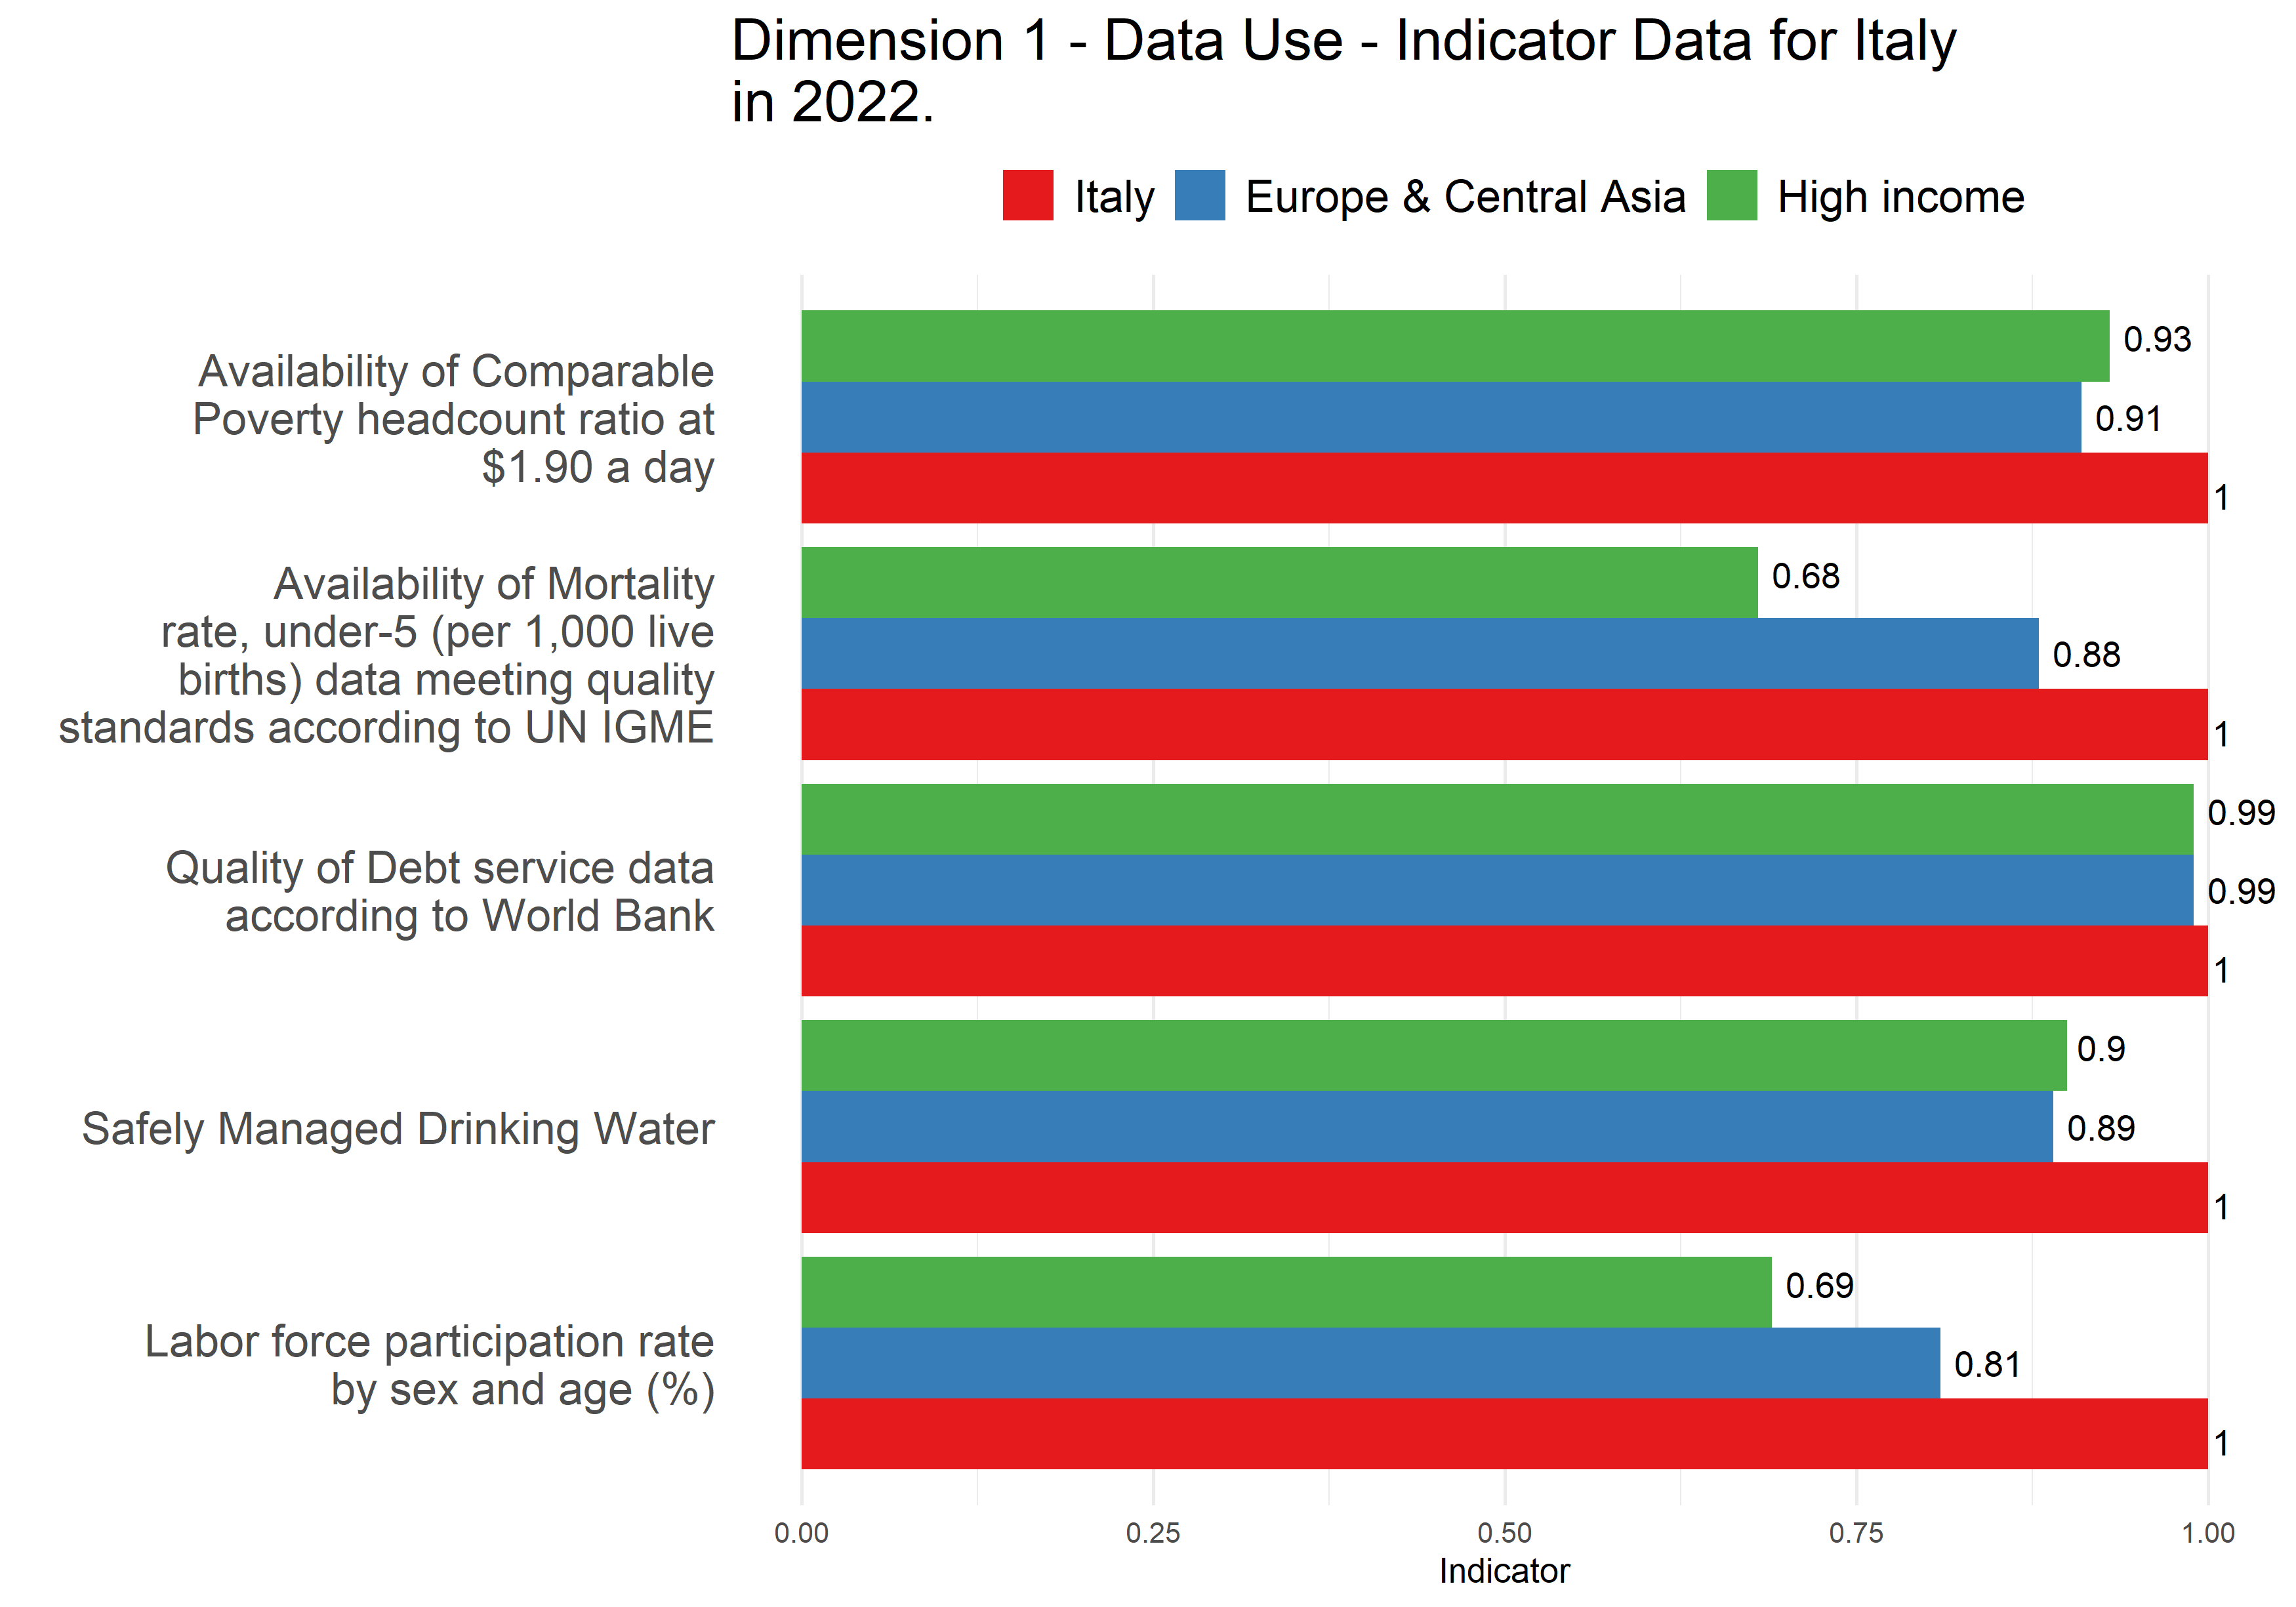 Dimension 1 - Data Use - Indicator Data for Italy
in 2022.
Italy
Europe & Central Asia
High income
Availability of Comparable
Poverty headcount ratio at
$1.90 a day
0.93
0.91
1
Availability of Mortality
rate, under-5 (per 1,000 live
births) data meeting quality
standards according to UN IGME
0.68
0.88
1
Quality of Debt service data
according to World Bank
0.99
0.99
1
Safely Managed Drinking Water
0.9
0.89
1
Labor force participation rate
by sex and age (%)
0.69
0.81
1
0.00
0.25
0.50
0.75
1.00
Indicator